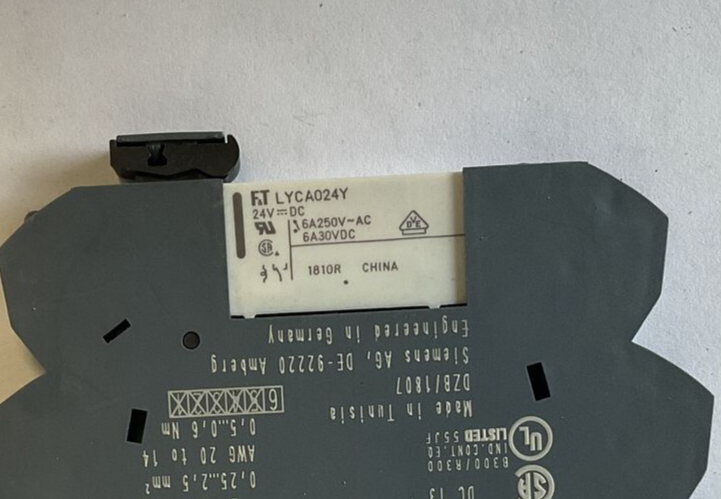 F&T LYCA024Y
24V DC
6A250V-AC
6A30VDC
1810R CHINA
Engineered in Germany
Siemens AG, DE-92220 Amberg
DZB/1807
Made in Tunisia
6
0,5...0,6 Nm
AWG 20 to 14
0,25...2,5 mm²
UL
LISTED 55JF
IND.CONT.EQ
B300/R300
DC 13